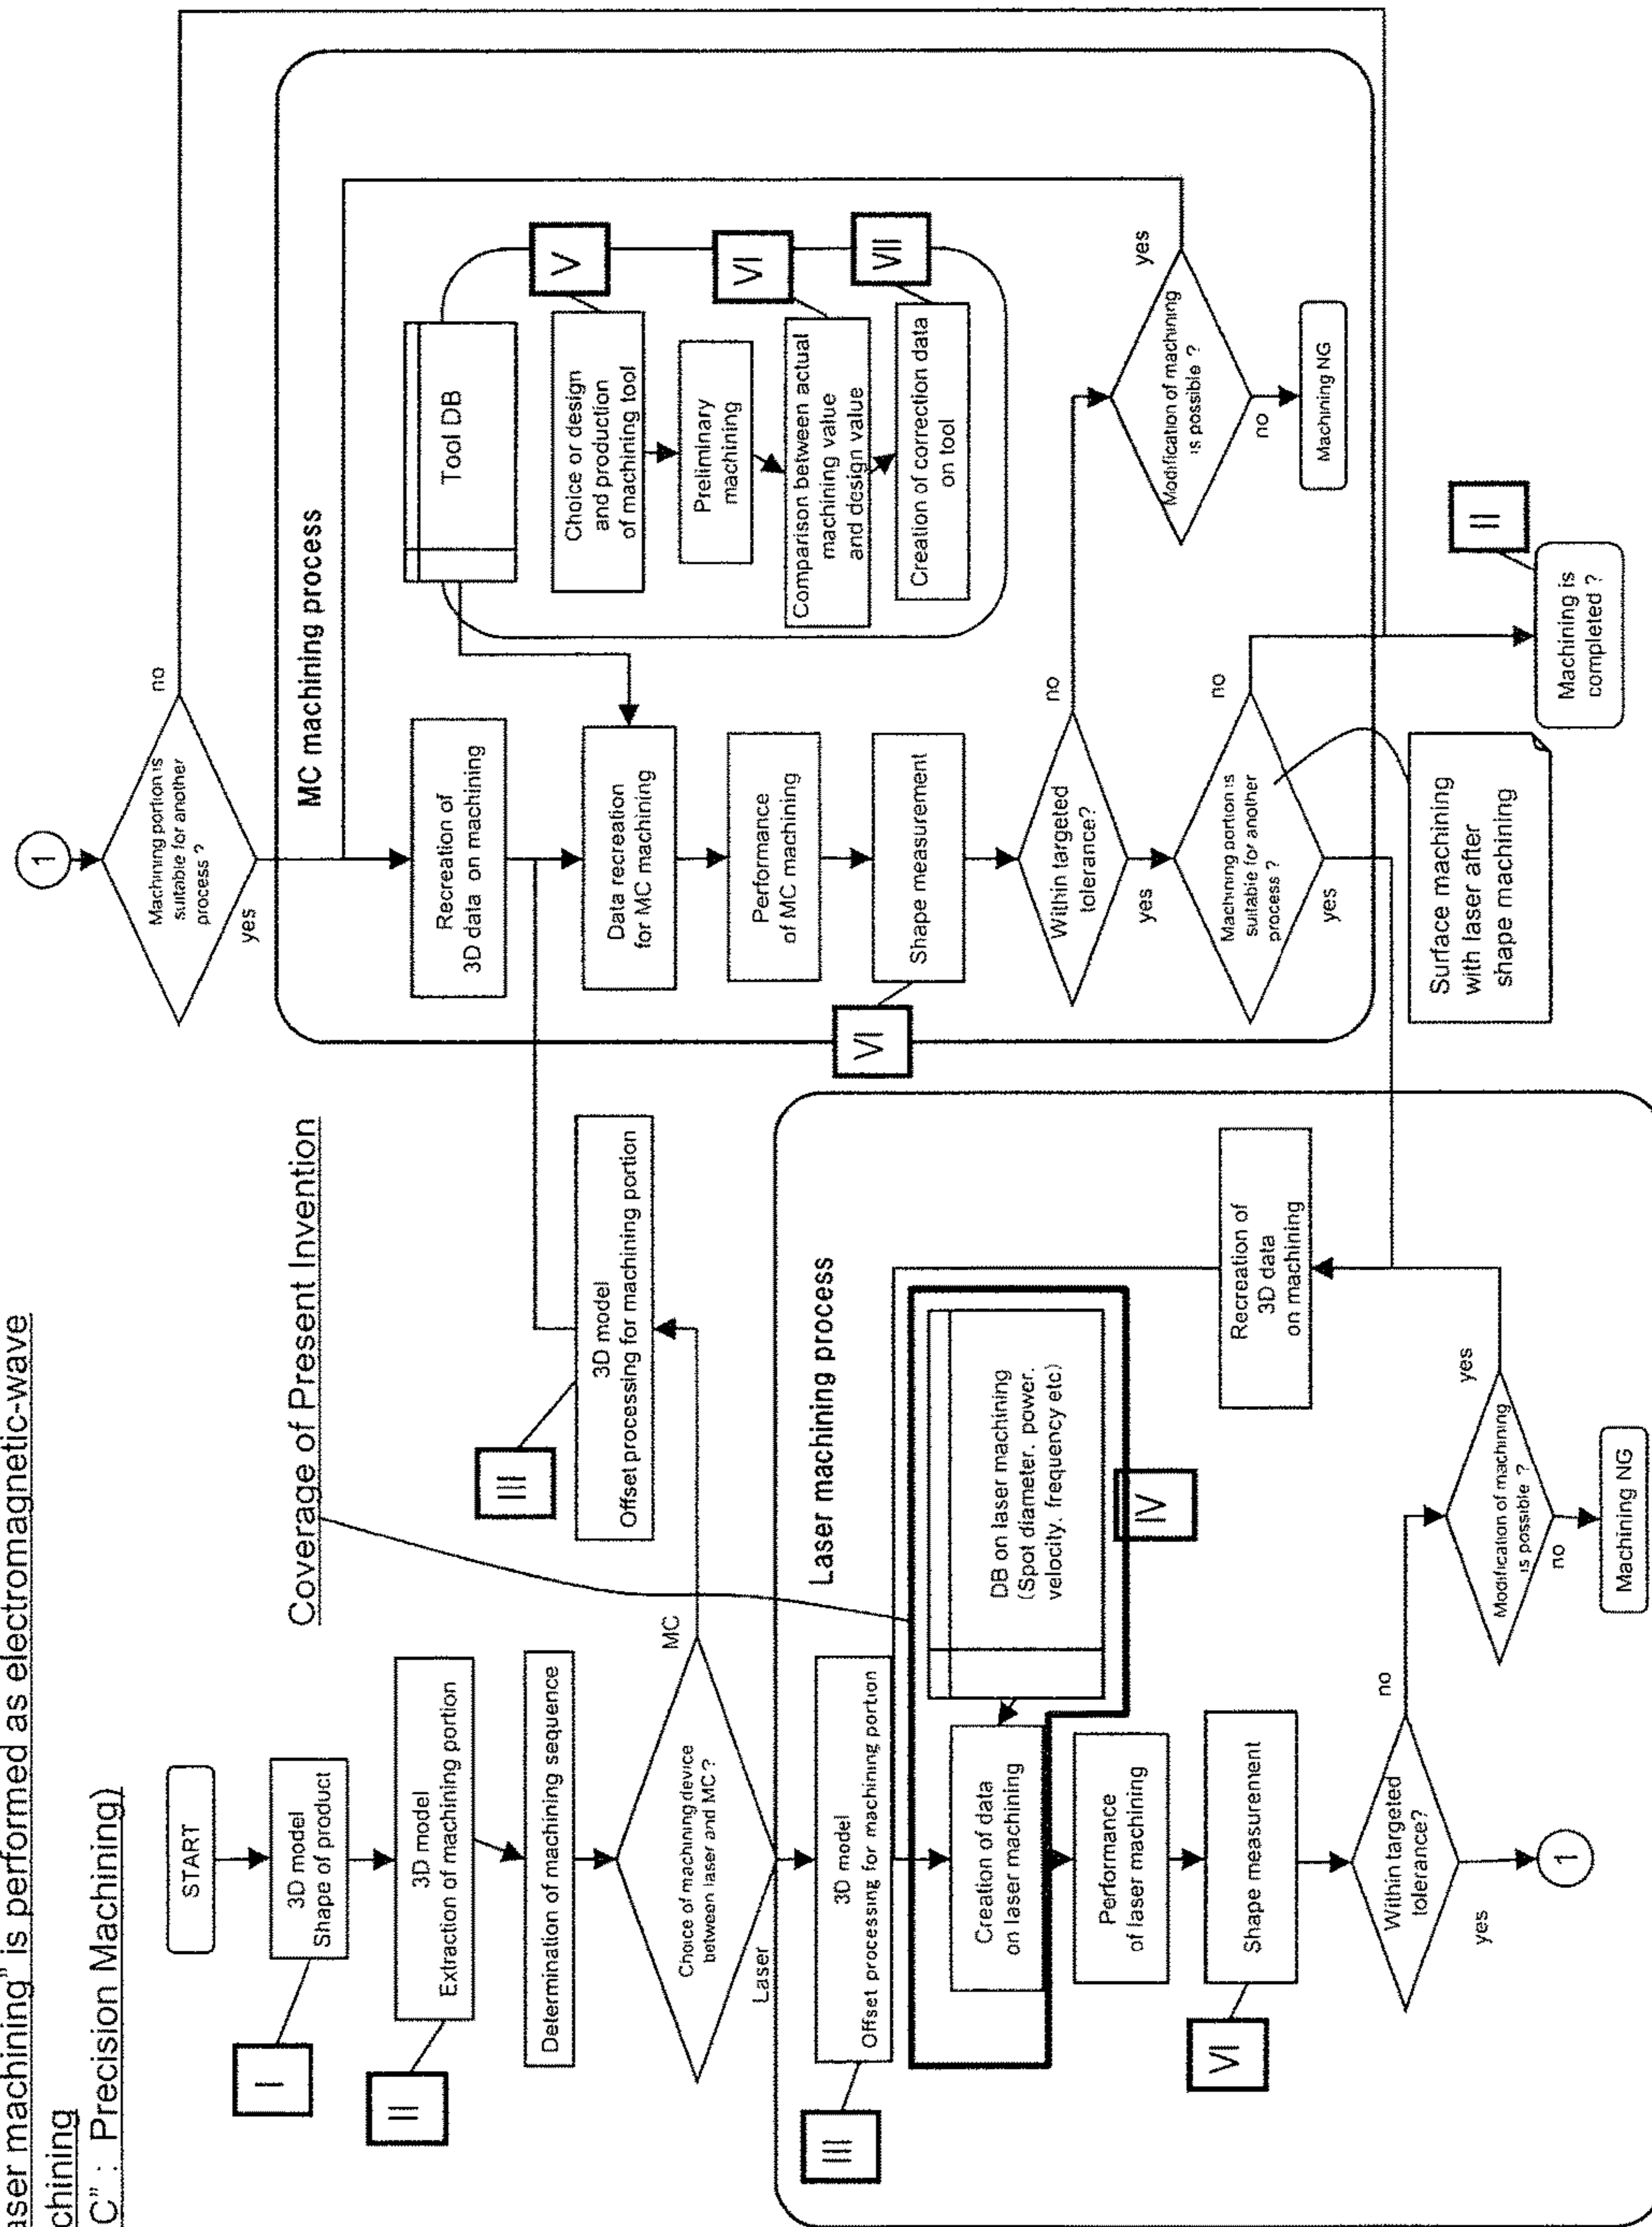 aser machining" is performed as electromagnetic-wave
chining
C" : Precision Machining)
START
I
3D model
Shape of product
II
3D model
Extraction of machining portion
Determination of machining sequence
Choice of machining device
between laser and MC?
MC
Laser
Coverage of Present Invention
III
3D model
Offset processing for machining portion
Laser machining process
III
3D model
Offset processing for machining portion
DB on laser machining
(Spot diameter. power.
velocity. frequency etc)
IV
Creation of data
on laser machining
Performance
of laser machining
VI
Shape measurement
Within targeted
tolerance?
yes
no
1
Modification of machining
is possible ?
yes
no
Machining NG
Recreation of
3D data
on machining
1
Machining portion is
suitable for another
process ?
no
yes
MC machining process
Recreation of
3D data on machining
Data recreation
for MC machining
Performance
of MC machining
VI
Shape measurement
Within targeted
tolerance?
no
yes
Machining portion is
suitable for another
process ?
no
yes
Tool DB
V
Choice or design
and production
of machining tool
Preliminary
machining
VI
Comparison between actual
machining value
and design value
VII
Creation of correction data
on tool
Modification of machining
is possible ?
yes
no
Machining NG
II
Machining is
completed ?
Surface machining
with laser after
shape machining